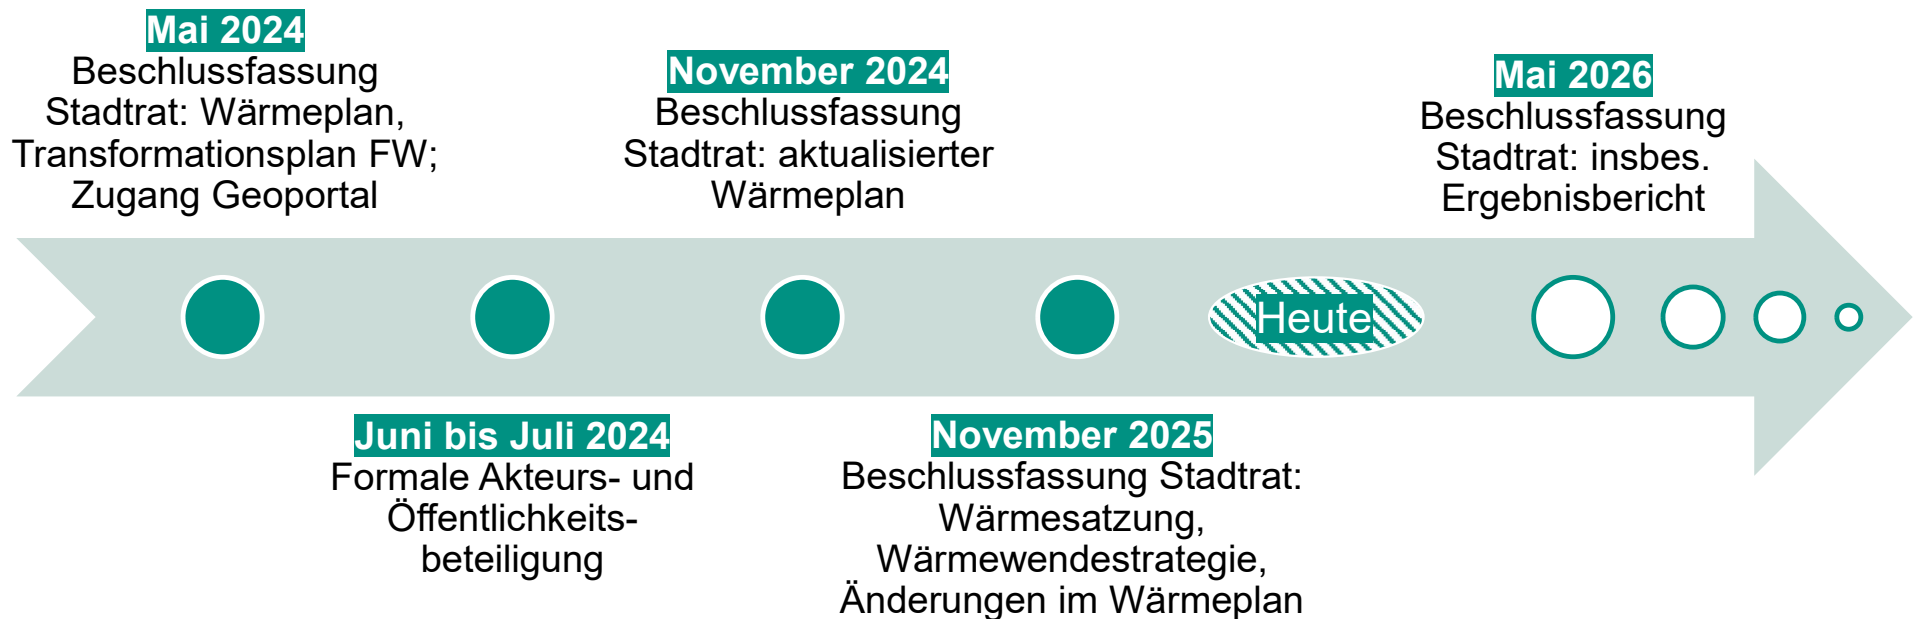 Mai 2024
Beschlussfassung
Stadtrat: Wärmeplan,
Transformationsplan FW;
Zugang Geoportal
November 2024
Beschlussfassung
Stadtrat: aktualisierter
Wärmeplan
Mai 2026
Beschlussfassung
Stadtrat: insbes.
Ergebnisbericht
Heute
Juni bis Juli 2024
Formale Akteurs- und
Öffentlichkeits-
beteiligung
November 2025
Beschlussfassung Stadtrat:
Wärmesatzung,
Wärmewendestrategie,
Änderungen im Wärmeplan